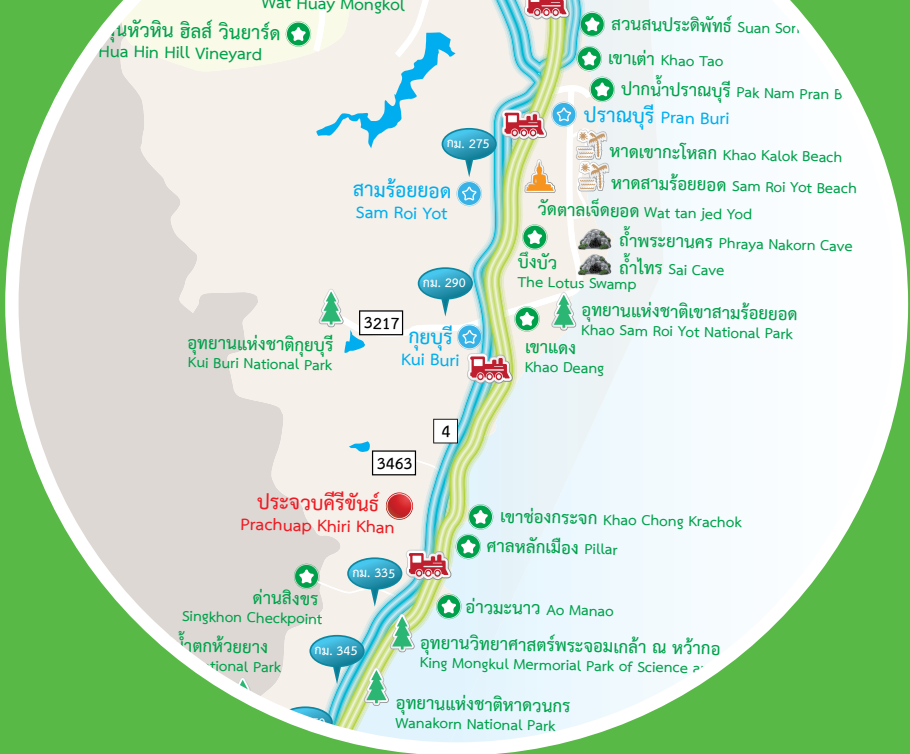 Wat Huay Mongkol
หัวหิน ฮิลส์ วินยาร์ด
Hua Hin Hill Vineyard
สวนสนประดิพัทธ์ Suan Son
เขาเต่า Khao Tao
ปากน้ำปราณบุรี Pak Nam Pran B
ปราณบุรี Pran Buri
กม. 275
หาดเขากะโหลก Khao Kalok Beach
หาดสามร้อยยอด Sam Roi Yot Beach
สามร้อยยอด
Sam Roi Yot
วัดตาลเจ็ดยอด Wat tan jed Yod
ถ้ำพระยานคร Phraya Nakorn Cave
ถ้ำไทร Sai Cave
บึงบัว
The Lotus Swamp
กม. 290
อุทยานแห่งชาติเขาสามร้อยยอด
Khao Sam Roi Yot National Park
3217
กุยบุรี
Kui Buri
อุทยานแห่งชาติกุยบุรี
Kui Buri National Park
เขาแดง
Khao Deang
4
3463
ประจวบคีรีขันธ์
Prachuap Khiri Khan
เขาช่องกระจก Khao Chong Krachok
ศาลหลักเมือง Pillar
กม. 335
ด่านสิงขร
Singkhon Checkpoint
อ่าวมะนาว Ao Manao
น้ำตกห้วยยาง
tional Park
กม. 345
อุทยานวิทยาศาสตร์พระจอมเกล้า ณ หว้ากอ
King Mongkul Mermorial Park of Science
อุทยานแห่งชาติหาดวนกร
Wanakorn National Park